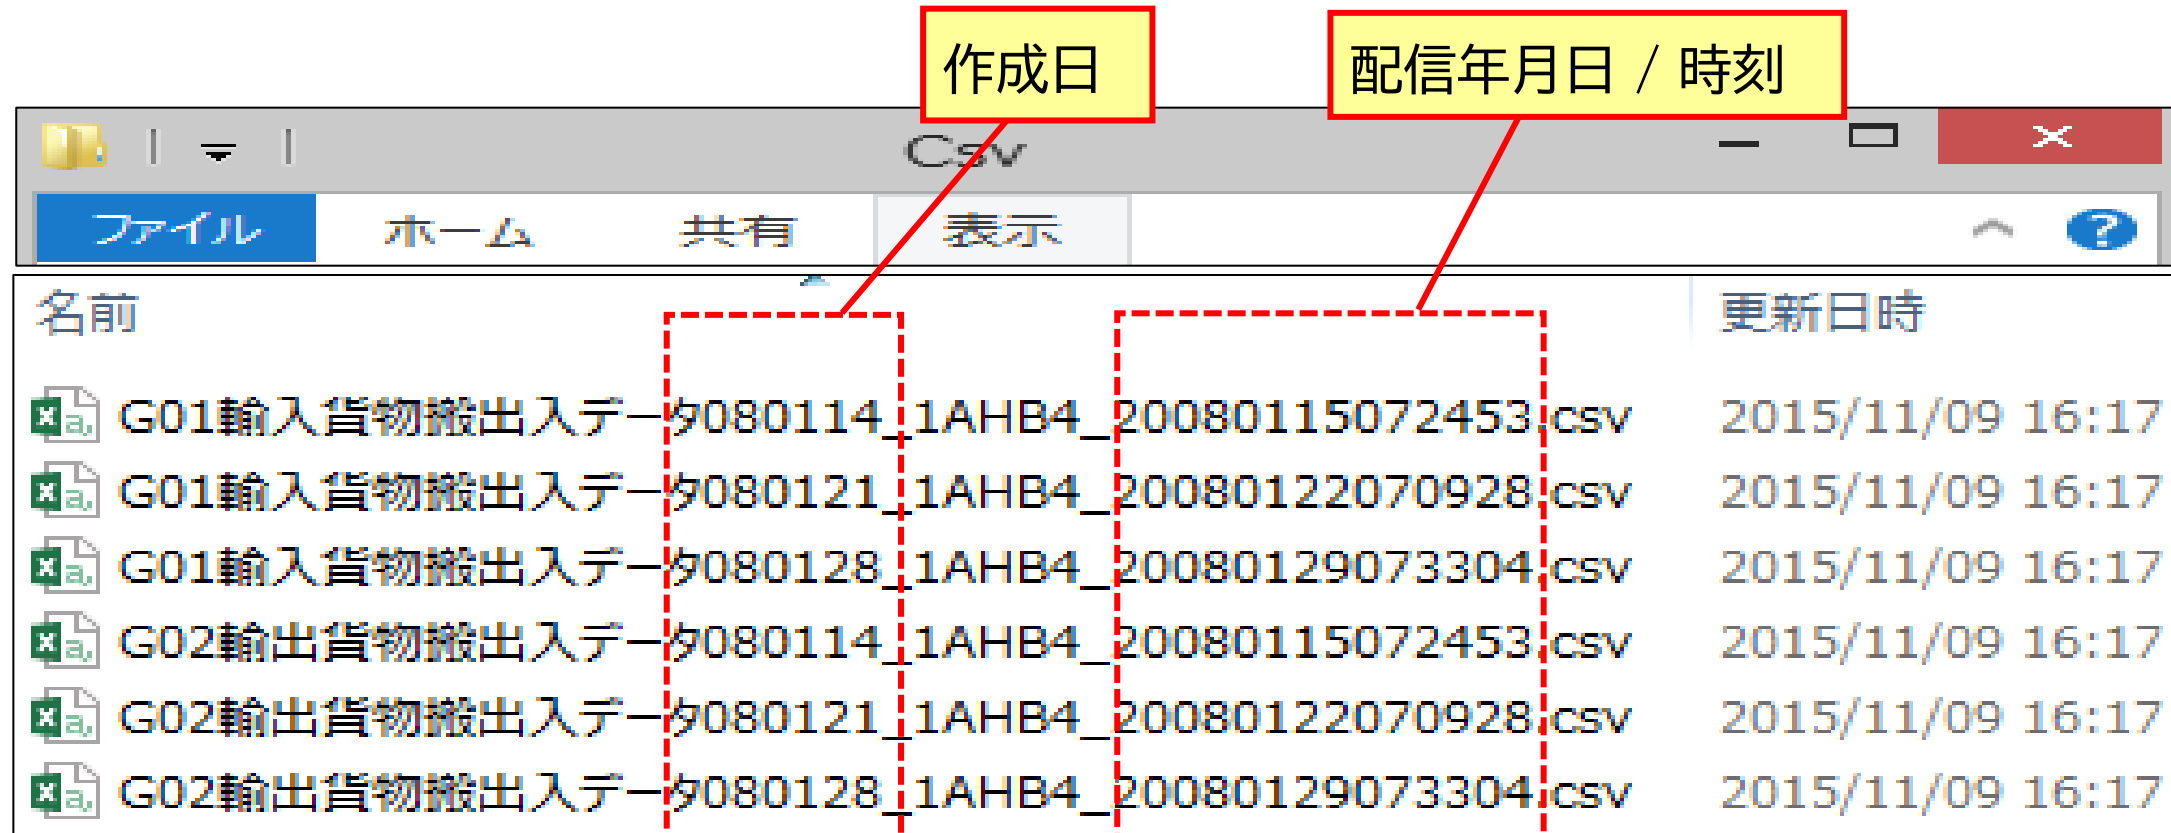 作成日
配信年月日 / 時刻
Csv
ファイル ホーム 共有 表示
名前 更新日時
G01輸入貨物搬出入データ080114_1AHB4_20080115072453.csv 2015/11/09 16:17
G01輸入貨物搬出入データ080121_1AHB4_20080122070928.csv 2015/11/09 16:17
G01輸入貨物搬出入データ080128_1AHB4_20080129073304.csv 2015/11/09 16:17
G02輸出貨物搬出入データ080114_1AHB4_20080115072453.csv 2015/11/09 16:17
G02輸出貨物搬出入データ080121_1AHB4_20080122070928.csv 2015/11/09 16:17
G02輸出貨物搬出入データ080128_1AHB4_20080129073304.csv 2015/11/09 16:17